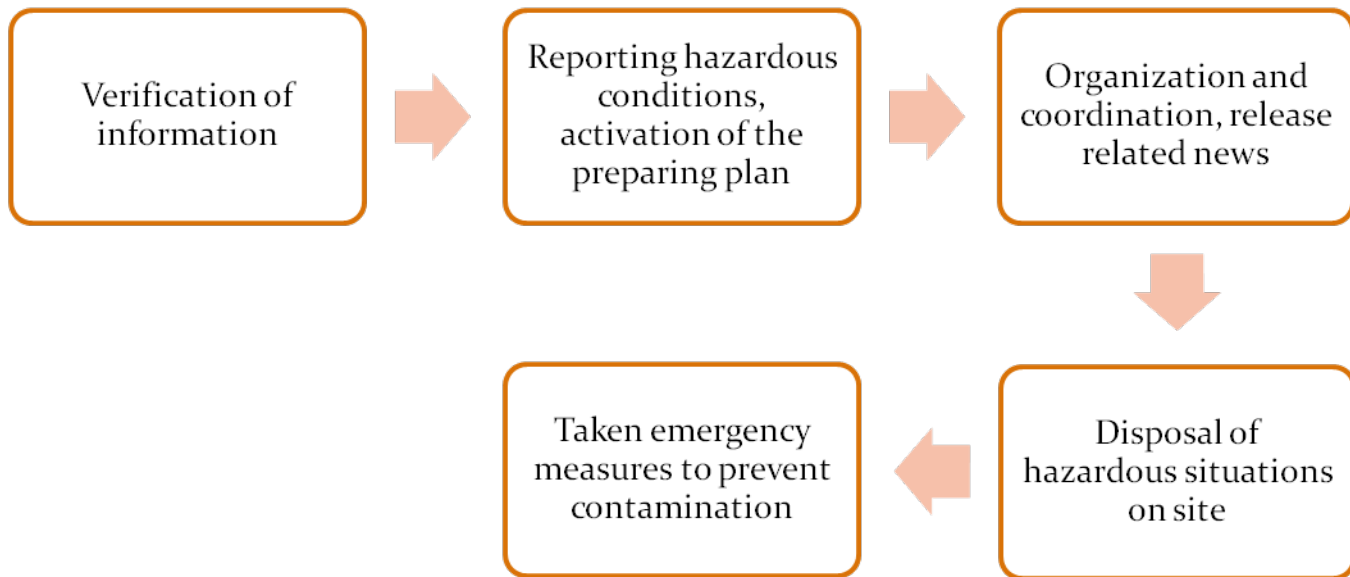 Verification of
information
Reporting hazardous
conditions,
activation of the
preparing plan
Organization and
coordination, release
related news
Disposal of
hazardous situations
on site
Taken emergency
measures to prevent
contamination